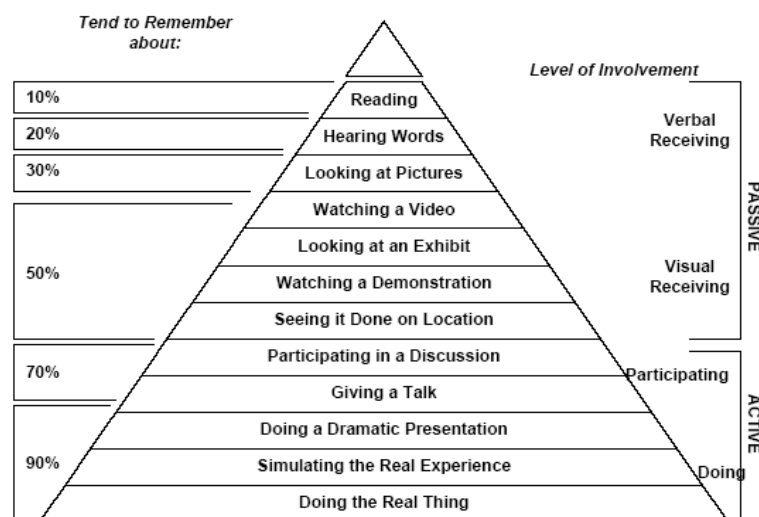 Tend to Remember
about:
Level of Involvement
10%
Reading
Verbal
Receiving
20%
Hearing Words
30%
Looking at Pictures
Watching a Video
PASSIVE
50%
Looking at an Exhibit
Visual
Receiving
Watching a Demonstration
Seeing it Done on Location
70%
Participating in a Discussion
Participating
Giving a Talk
ACTIVE
Doing a Dramatic Presentation
90%
Simulating the Real Experience
Doing
Doing the Real Thing